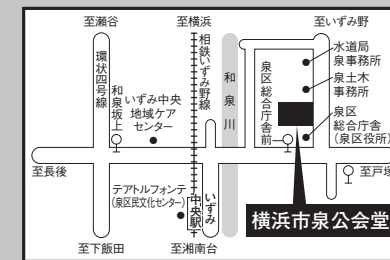 至瀬谷
至横浜
至いずみ野
環状四号線
和泉坂上
いずみ中央
地域ケア
センター
相鉄いずみ野線
和泉川
泉区総合庁舎前
水道局
泉事務所
泉土木
事務所
泉区
総合庁舎
(泉区役所)
至長後
至戸塚
テアトルフォンテ
(泉区民文化センター)
いずみ
中央駅
横浜市泉公会堂
至下飯田
至湘南台